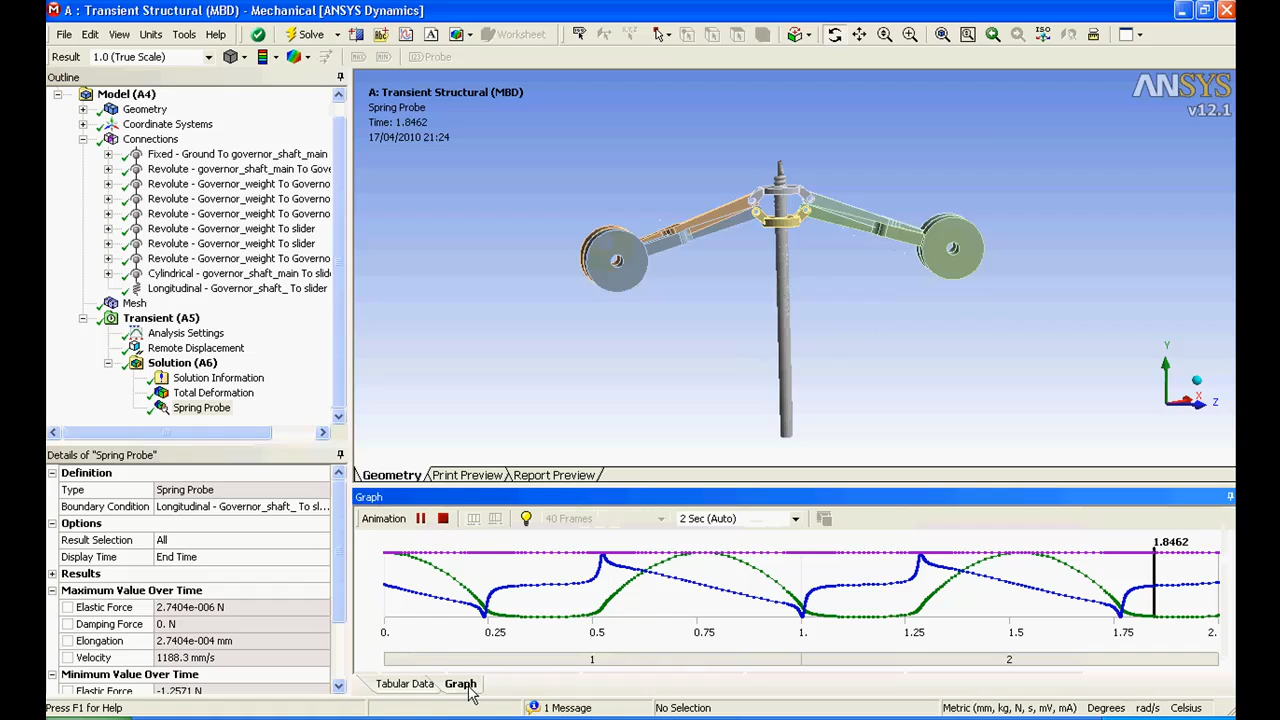 A : Transient Structural (MBD) - Mechanical [ANSYS Dynamics]
File Edit View Units Tools Help Solve Worksheet
Result 1.0 (True Scale) Probe
Outline
Model (A4)
Geometry
Coordinate Systems
Connections
Fixed - Ground To governor_shaft_main
Revolute - governor_shaft_main To Gove
Revolute - Governor_weight To Governo
Revolute - Governor_weight To Governo
Revolute - Governor_weight To Governo
Revolute - Governor_weight To slider
Revolute - Governor_weight To slider
Revolute - Governor_weight To Governo
Cylindrical - governor_shaft_main To slid
Longitudinal - Governor_shaft_ To slider
Mesh
Transient (A5)
Analysis Settings
Remote Displacement
Solution (A6)
Solution Information
Total Deformation
Spring Probe
A: Transient Structural (MBD)
Spring Probe
Time: 1.8462
17/04/2010 21:24
ANSYS
v12.1
Y
X
Z
Geometry Print Preview Report Preview
Details of "Spring Probe"
Definition
Type Spring Probe
Boundary Condition Longitudinal - Governor_shaft_ To sl...
Options
Result Selection All
Display Time End Time
Results
Maximum Value Over Time
Elastic Force 2.7404e-006 N
Damping Force 0. N
Elongation 2.7404e-004 mm
Velocity 1188.3 mm/s
Minimum Value Over Time
Elastic Force -1.2571 N
Graph
Animation 40 Frames 2 Sec (Auto)
1.8462
0. 0.25 0.5 0.75 1. 1.25 1.5 1.75 2.
1 2
Tabular Data Graph
Press F1 for Help 1 Message No Selection Metric (mm, kg, N, s, mV, mA) Degrees rad/s Celsius